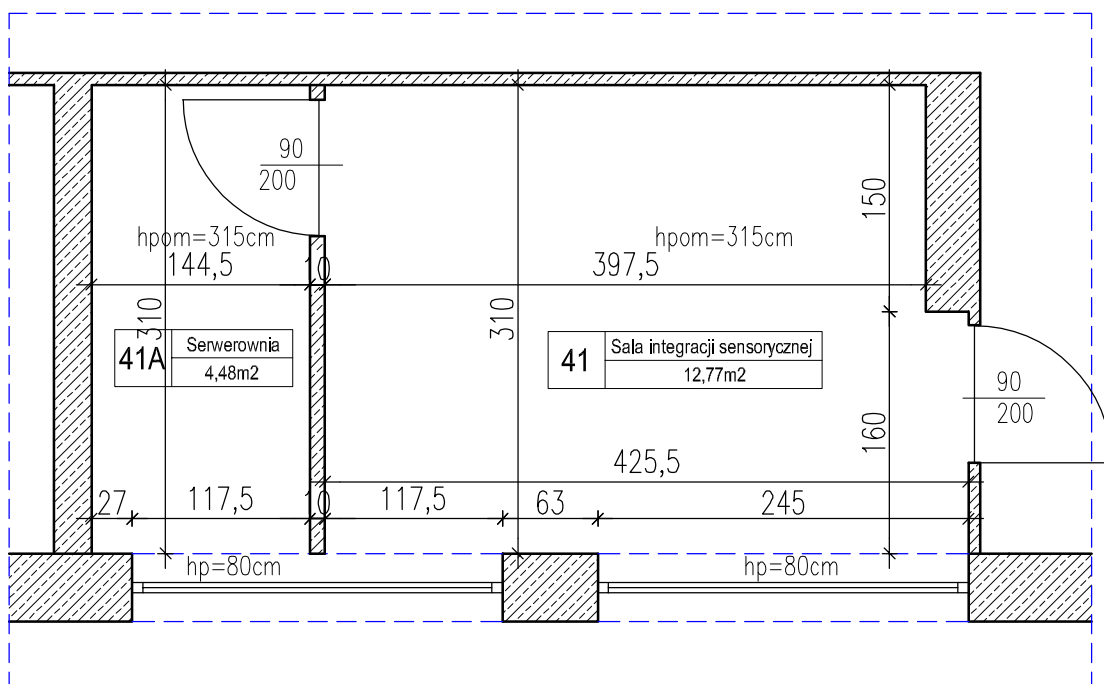 90
200
150
hpom=315cm
hpom=315cm
144,5
0
397,5
310
310
41A
Serwerownia
4,48m2
41
Sala integracji sensorycznej
12,77m2
90
200
160
425,5
27
117,5
0
117,5
63
245
hp=80cm
hp=80cm